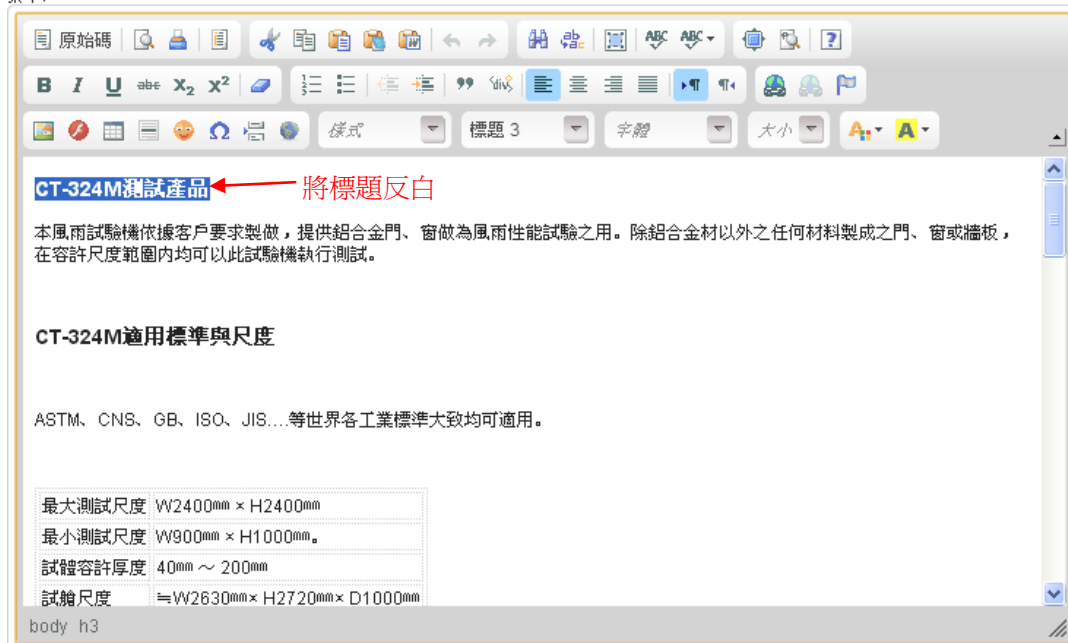 原始碼
ABC ABC
B I U abc X₂ X²
樣式 標題 3 字體 大小 A A
CT-324M測試產品 將標題反白
本風雨試驗機依據客戶要求製做，提供鋁合金門、窗做為風雨性能試驗之用。除鋁合金材以外之任何材料製成之門、窗或牆板，
在容許尺度範圍內均可以此試驗機執行測試。
CT-324M適用標準與尺度
ASTM、CNS、GB、ISO、JIS....等世界各工業標準大致均可適用。
最大測試尺度 W2400㎜ × H2400㎜
最小測試尺度 W900㎜ × H1000㎜。
試體容許厚度 40㎜ ～ 200㎜
試艙尺度 ≒W2630㎜× H2720㎜× D1000㎜
body h3